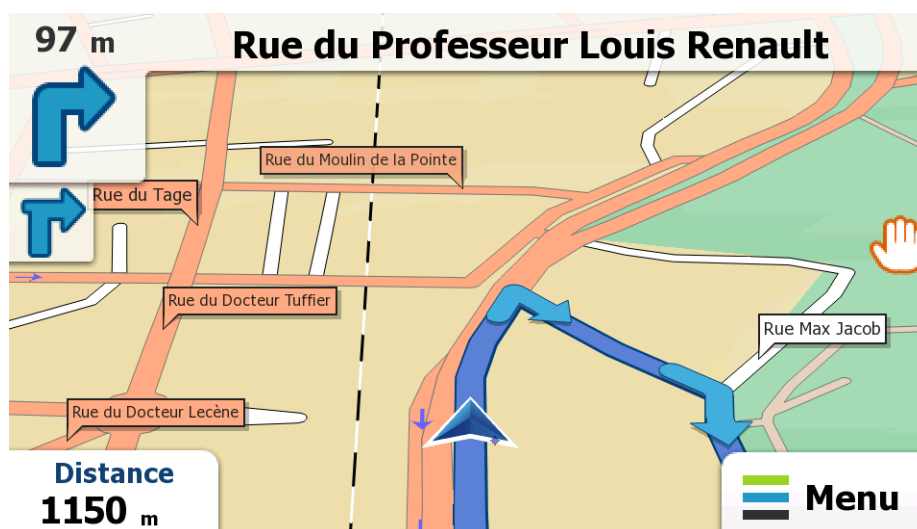 97 m
Rue du Professeur Louis Renault
Rue du Moulin de la Pointe
Rue du Tage
Rue du Docteur Tuffier
Rue Max Jacob
Rue du Docteur Lecène
Distance
1150 m
Menu